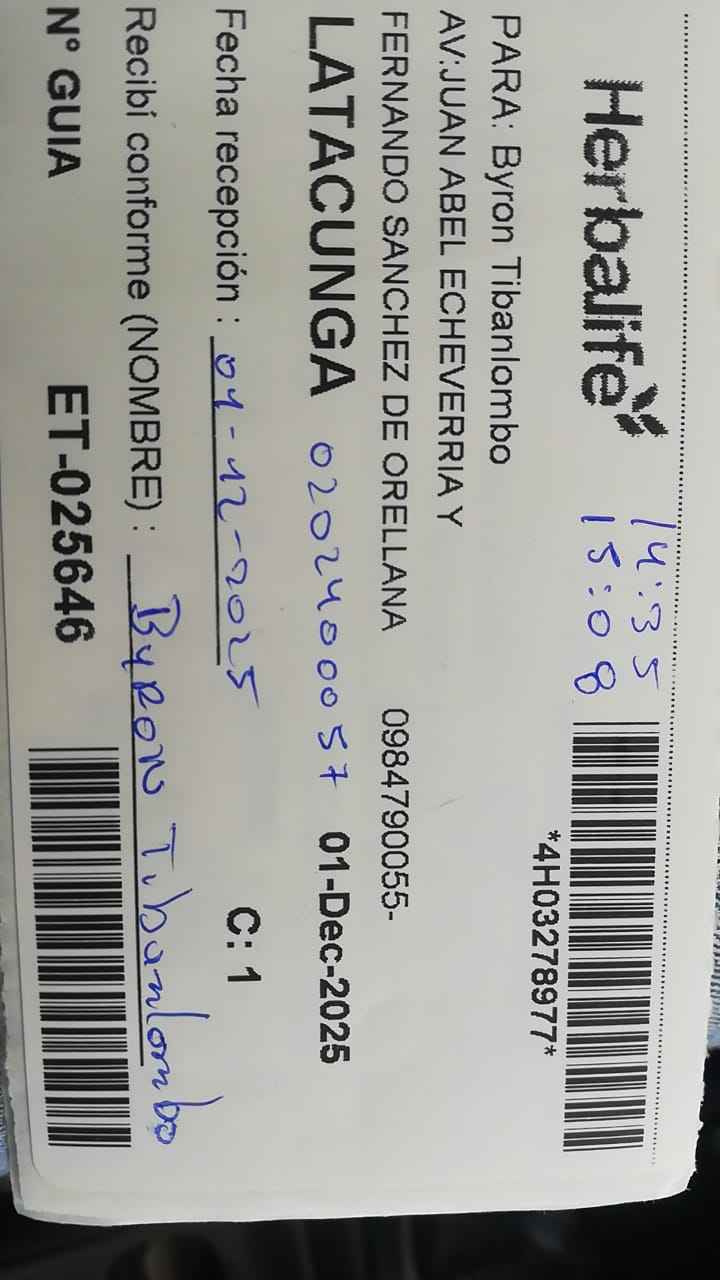 Herbalife
14:35
15:08
*4H03278977*
PARA: Byron Tibanlombo
AV:JUAN ABEL ECHEVERRIA Y
FERNANDO SANCHEZ DE ORELLANA 0984790055-
LATACUNGA 0202400057 01-Dec-2025
Fecha recepción : 04-12-2025 C: 1
Recibí conforme (NOMBRE) : Byron Tibanlombo
N° GUIA ET-025646